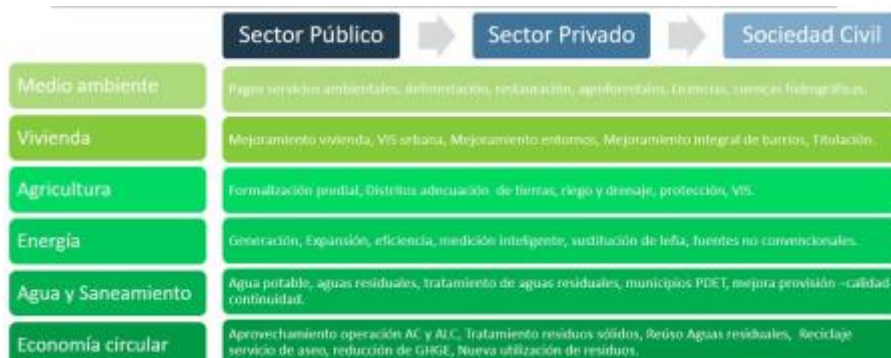 Sector Público
Sector Privado
Sociedad Civil
Medio ambiente
Pagos servicios ambientales, delimestación, restauración, agroforestales, Licencias, cuencas hidrográficas.
Vivienda
Mejoramiento vivienda, VIS urbana, Mejoramiento entornos, Mejoramiento integral de barrios, Titulación.
Agricultura
Formalización predial, Distritos adecuación de tierras, riego y drenaje, protección, VIS.
Energía
Generación, Expansión, eficiencia, medición inteligente, sustitución de leña, fuentes no convencionales.
Agua y Saneamiento
Agua potable, aguas residuales, tratamiento de aguas residuales, municipios PDET, mejora provisión –calidad-
continuidad.
Economía circular
Aprovechamiento operación AC y ALC, Tratamiento residuos sólidos, Reúso Aguas residuales, Reciclaje
servicio de aseo, reducción de GHGE, Nueva utilización de residuos.